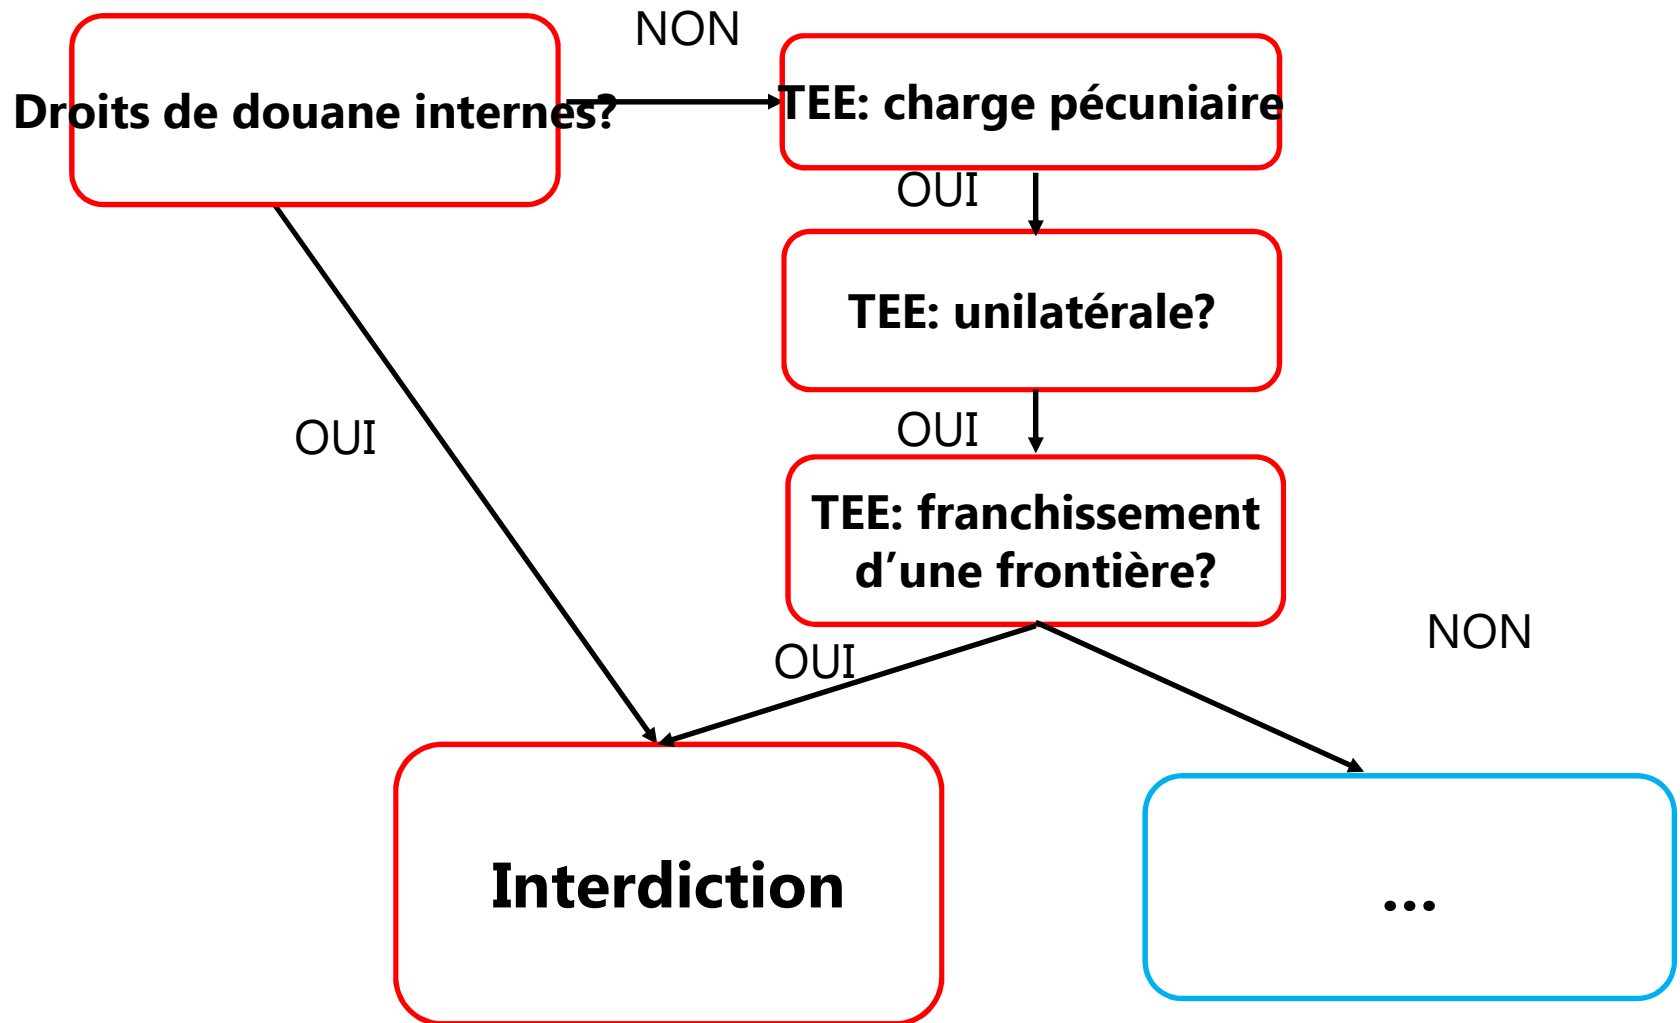 NON
Droits de douane internes?
TEE: charge pécuniaire
OUI
TEE: unilatérale?
OUI
OUI
TEE: franchissement
d’une frontière?
NON
OUI
Interdiction
...